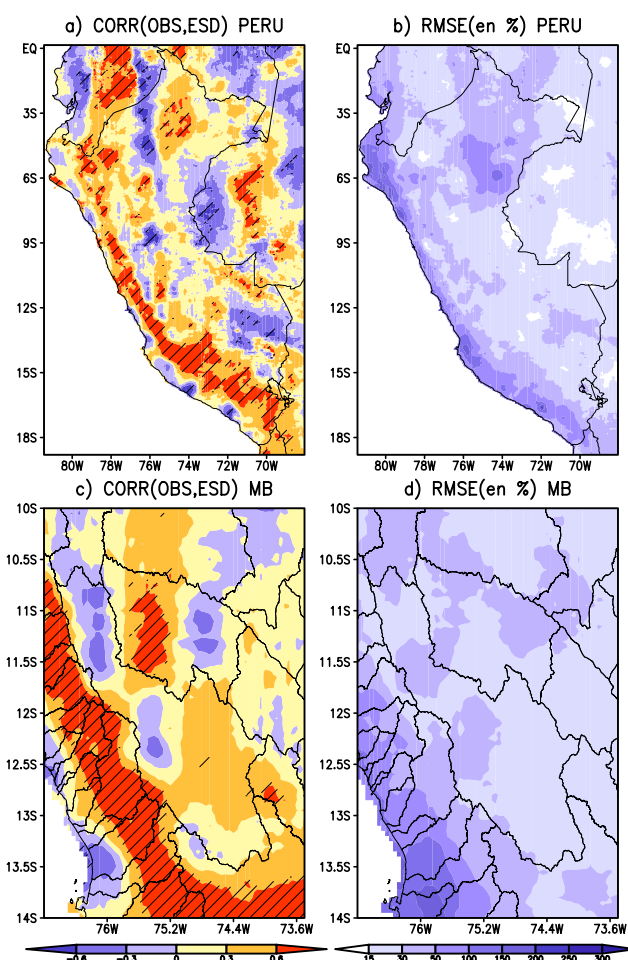 a) CORR(OBS,ESD) PERU
b) RMSE(en %) PERU
EQ
3S
6S
9S
12S
15S
18S
80W 78W 76W 74W 72W 70W
EQ
3S
6S
9S
12S
15S
18S
80W 78W 76W 74W 72W 70W
c) CORR(OBS,ESD) MB
d) RMSE(en %) MB
10S
10.5S
11S
11.5S
12S
12.5S
13S
13.5S
14S
76W 75.2W 74.4W 73.6W
10S
10.5S
11S
11.5S
12S
12.5S
13S
13.5S
14S
76W 75.2W 74.4W 73.6W
-0.6 -0.3 0 0.3 0.6
15 30 50 100 150 200 250 300